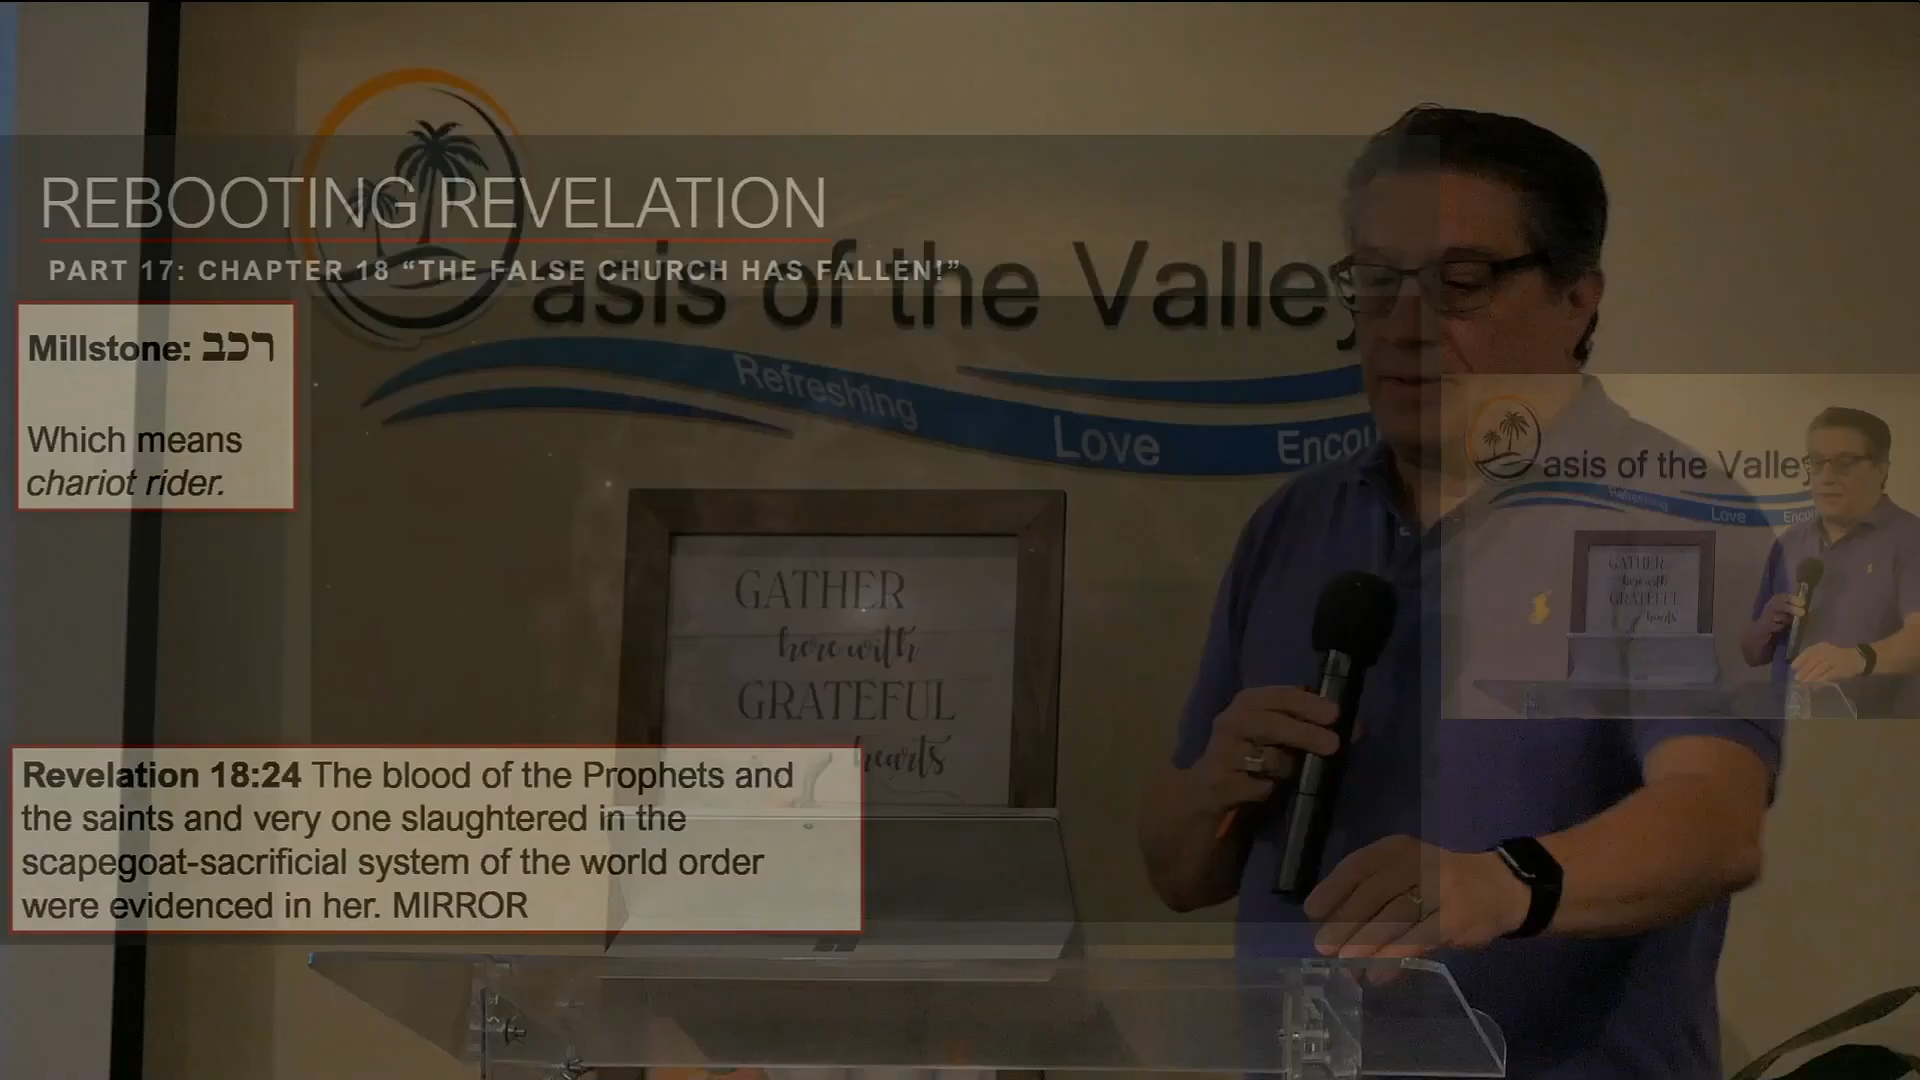 REBOOTING REVELATION
PART 17: CHAPTER 18 “THE FALSE CHURCH HAS FALLEN!”
asis of the Valley
Refreshing
Love
Encou
Millstone: רכב
Which means
chariot rider.
GATHER
here with
GRATEFUL
hearts
Revelation 18:24 The blood of the Prophets and
the saints and very one slaughtered in the
scapegoat-sacrificial system of the world order
were evidenced in her. MIRROR
asis of the Valley
Refreshing
Love
Encou
GATHER
here with
GRATEFUL
hearts